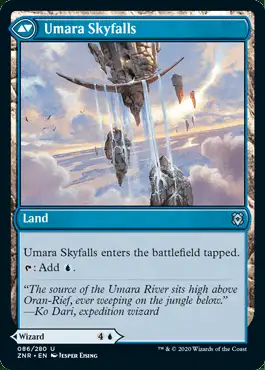 Umara Skyfalls
Land
Umara Skyfalls enters the battlefield tapped.
: Add .
“The source of the Umara River sits high above
Oran-Rief, ever weeping on the jungle below.”
—Ko Dari, expedition wizard
Wizard 4
086/280 U
ZNR • EN Jesper Ejsing
™ & © 2020 Wizards of the Coast